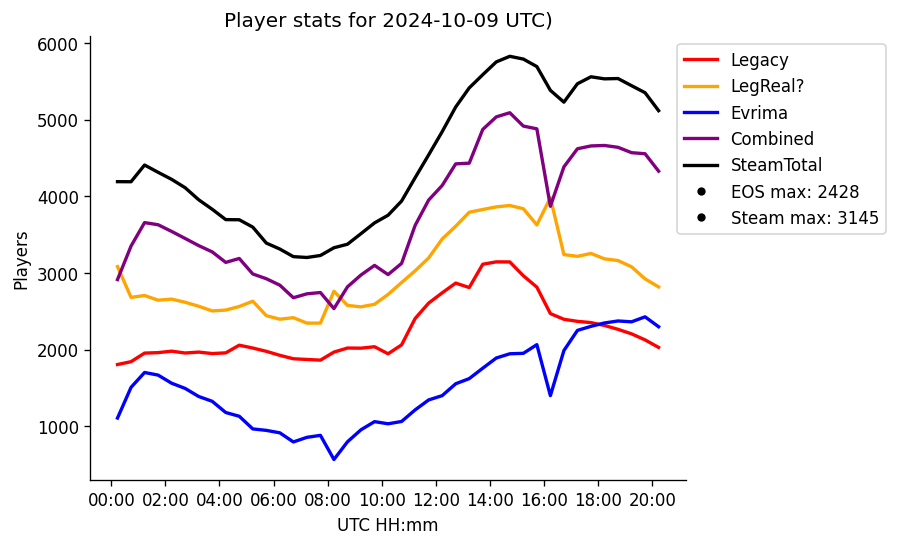 Player stats for 2024-10-09 UTC)
6000
5000
4000
3000
2000
1000
Players
00:00 02:00 04:00 06:00 08:00 10:00 12:00 14:00 16:00 18:00 20:00
UTC HH:mm
Legacy
LegReal?
Evrima
Combined
SteamTotal
EOS max: 2428
Steam max: 3145